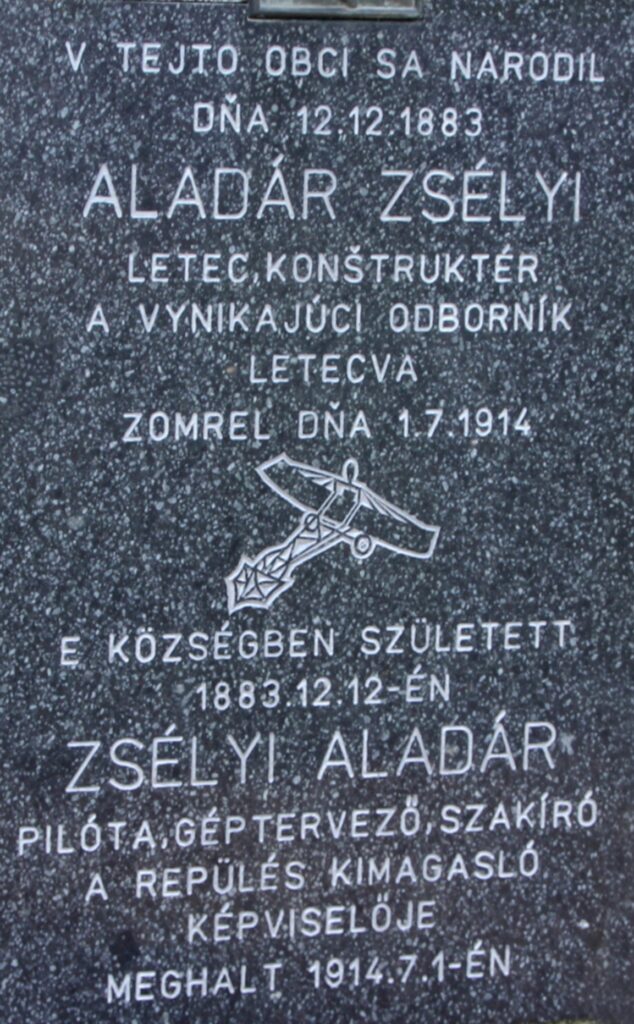 V TEJTO OBCI SA NARODIL
DŇA 12.12.1883
ALADÁR ZSÉLYI
LETEC,KONŠTRUKTÉR
A VYNIKAJÚCI ODBORNÍK
LETECVA
ZOMREL DŇA 1.7.1914
E KÖZSÉGBEN SZÜLETETT
1883.12.12-ÉN
ZSÉLYI ALADÁR
PILÓTA,GÉPTERVEZŐ,SZAKÍRÓ
A REPÜLÉS KIMAGASLÓ
KÉPVISELŐJE
MEGHALT 1914.7.1-ÉN